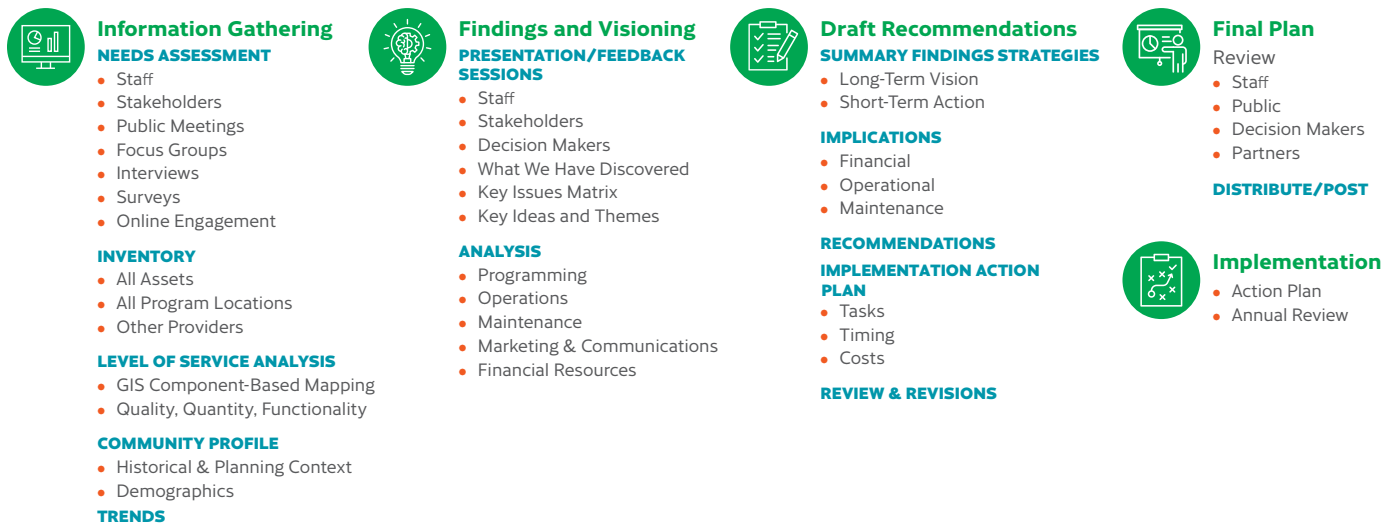 Information Gathering
NEEDS ASSESSMENT
• Staff
• Stakeholders
• Public Meetings
• Focus Groups
• Interviews
• Surveys
• Online Engagement
INVENTORY
• All Assets
• All Program Locations
• Other Providers
LEVEL OF SERVICE ANALYSIS
• GIS Component-Based Mapping
• Quality, Quantity, Functionality
COMMUNITY PROFILE
• Historical & Planning Context
• Demographics
TRENDS
Findings and Visioning
PRESENTATION/FEEDBACK
SESSIONS
• Staff
• Stakeholders
• Decision Makers
• What We Have Discovered
• Key Issues Matrix
• Key Ideas and Themes
ANALYSIS
• Programming
• Operations
• Maintenance
• Marketing & Communications
• Financial Resources
Draft Recommendations
SUMMARY FINDINGS STRATEGIES
• Long-Term Vision
• Short-Term Action
IMPLICATIONS
• Financial
• Operational
• Maintenance
RECOMMENDATIONS
IMPLEMENTATION ACTION
PLAN
• Tasks
• Timing
• Costs
REVIEW & REVISIONS
Final Plan
Review
• Staff
• Public
• Decision Makers
• Partners
DISTRIBUTE/POST
Implementation
• Action Plan
• Annual Review